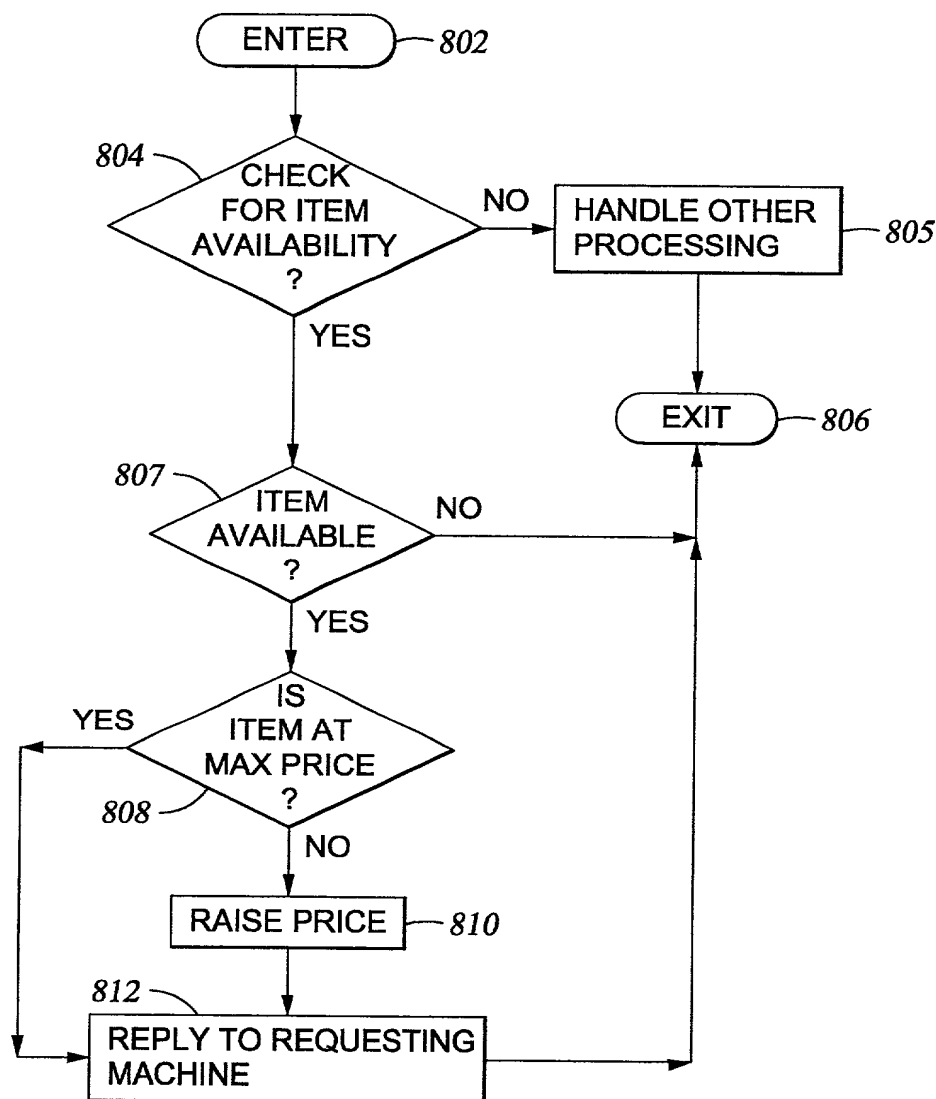 ENTER
802
804
CHECK
FOR ITEM
AVAILABILITY
?
NO
HANDLE OTHER
PROCESSING
805
YES
EXIT
806
807
ITEM
AVAILABLE
?
NO
YES
IS
ITEM AT
MAX PRICE
?
YES
808
NO
RAISE PRICE
810
812
REPLY TO REQUESTING
MACHINE